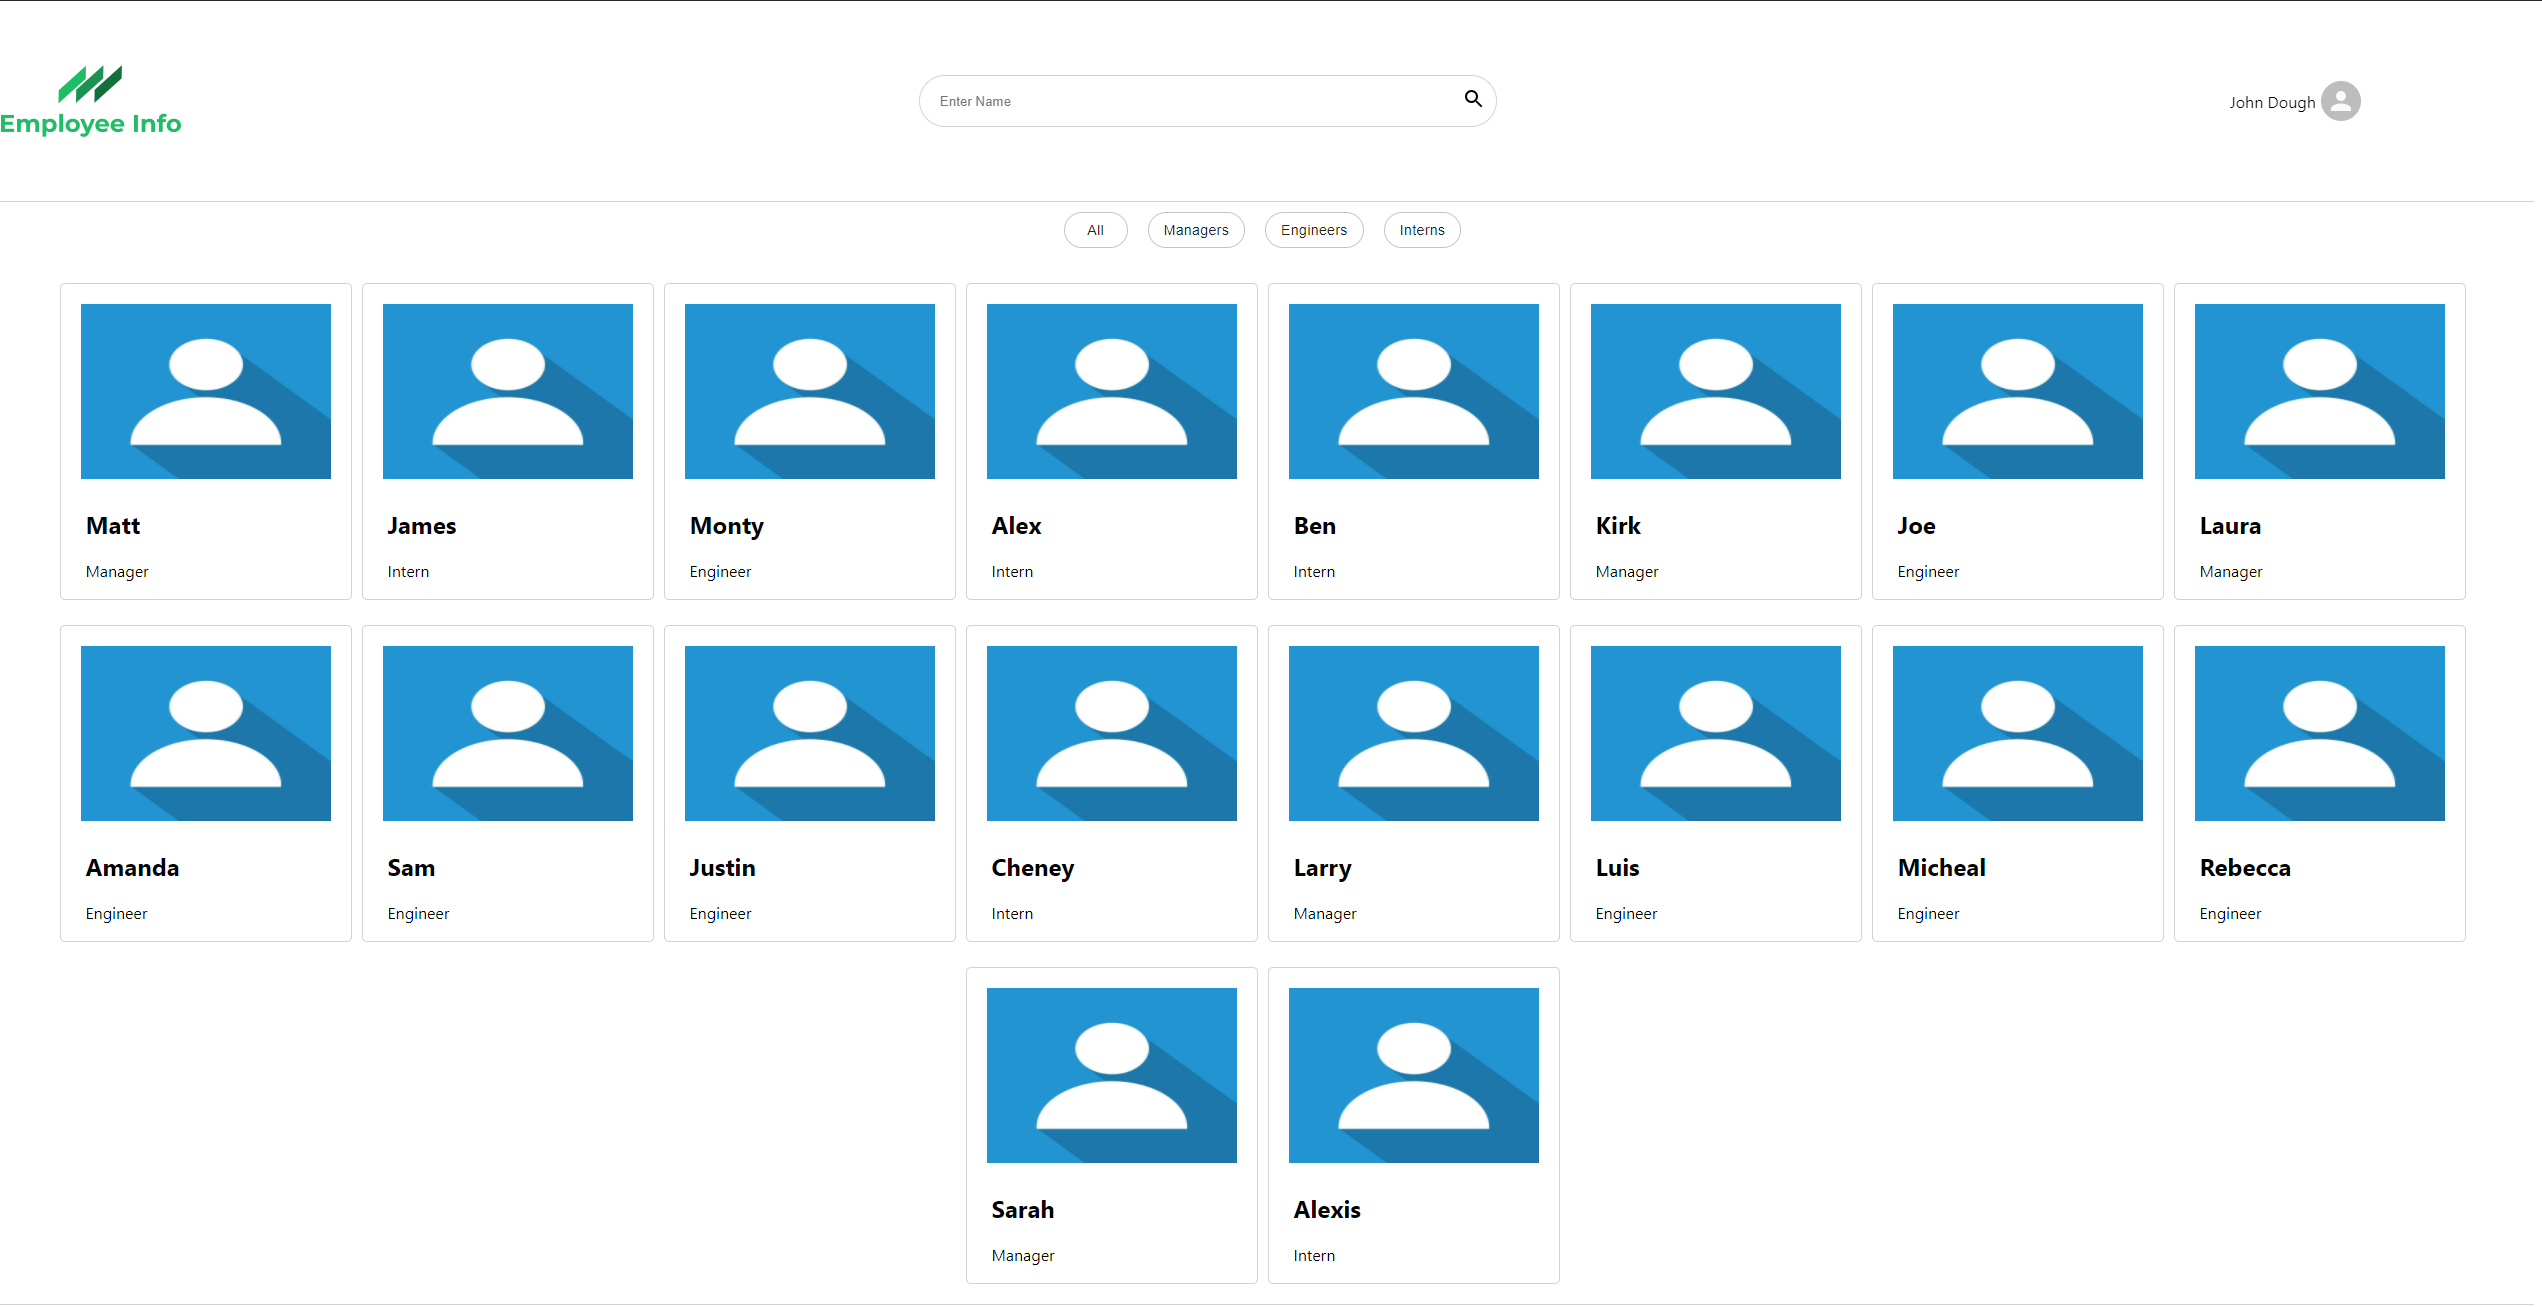 Employee Info
Enter Name
John Dough
All
Managers
Engineers
Interns
Matt
Manager
James
Intern
Monty
Engineer
Alex
Intern
Ben
Intern
Kirk
Manager
Joe
Engineer
Laura
Manager
Amanda
Engineer
Sam
Engineer
Justin
Engineer
Cheney
Intern
Larry
Manager
Luis
Engineer
Micheal
Engineer
Rebecca
Engineer
Sarah
Manager
Alexis
Intern